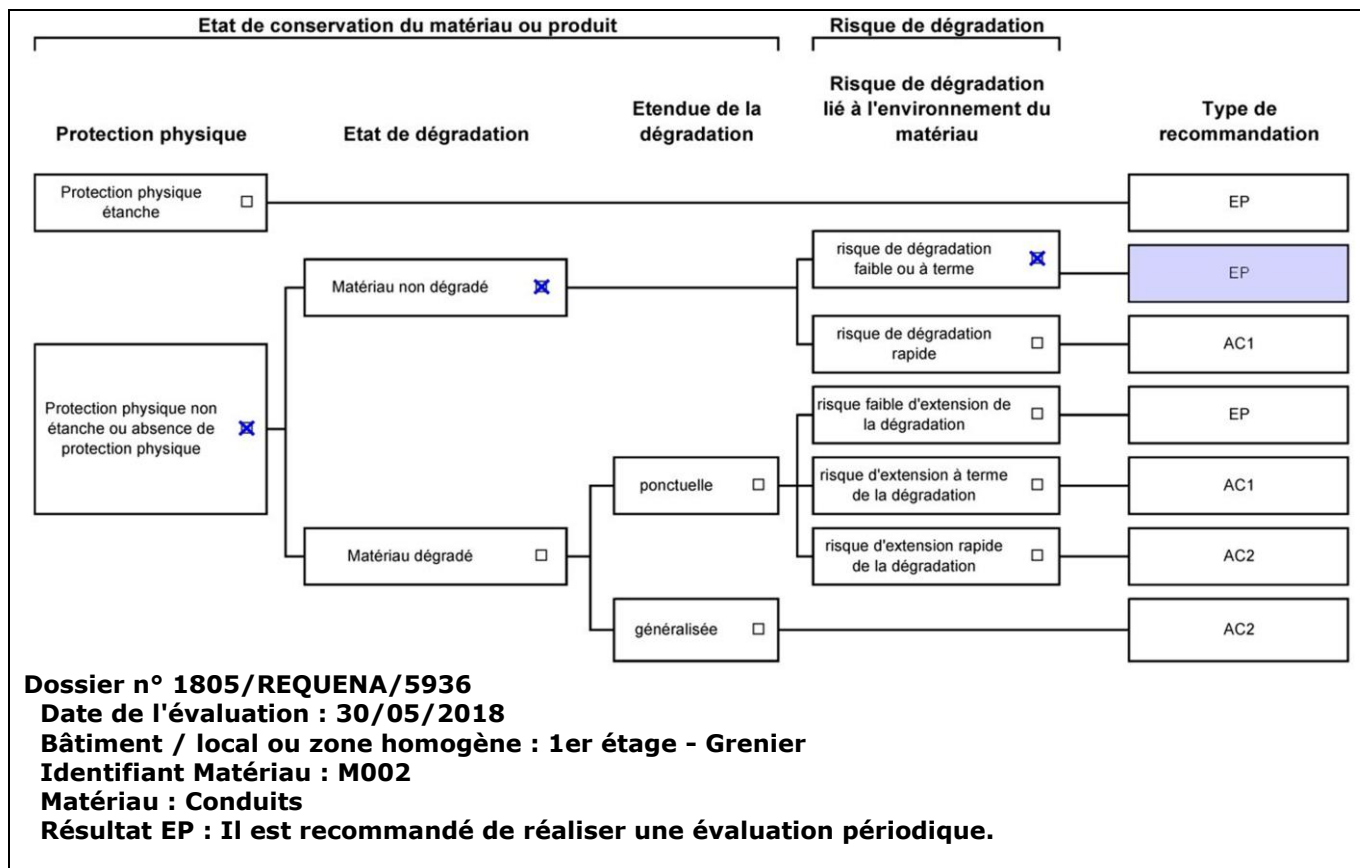 Etat de conservation du matériau ou produit
Risque de dégradation
Protection physique
Etat de dégradation
Etendue de la
dégradation
Risque de dégradation
lié à l'environnement du
matériau
Type de
recommandation
Protection physique
étanche
EP
risque de dégradation
faible ou à terme
EP
Matériau non dégradé
risque de dégradation
rapide
AC1
Protection physique non
étanche ou absence de
protection physique
risque faible d'extension de
la dégradation
EP
ponctuelle
risque d'extension à terme
de la dégradation
AC1
Matériau dégradé
risque d'extension rapide
de la dégradation
AC2
généralisée
AC2
Dossier n° 1805/REQUENA/5936
Date de l'évaluation : 30/05/2018
Bâtiment / local ou zone homogène : 1er étage - Grenier
Identifiant Matériau : M002
Matériau : Conduits
Résultat EP : Il est recommandé de réaliser une évaluation périodique.